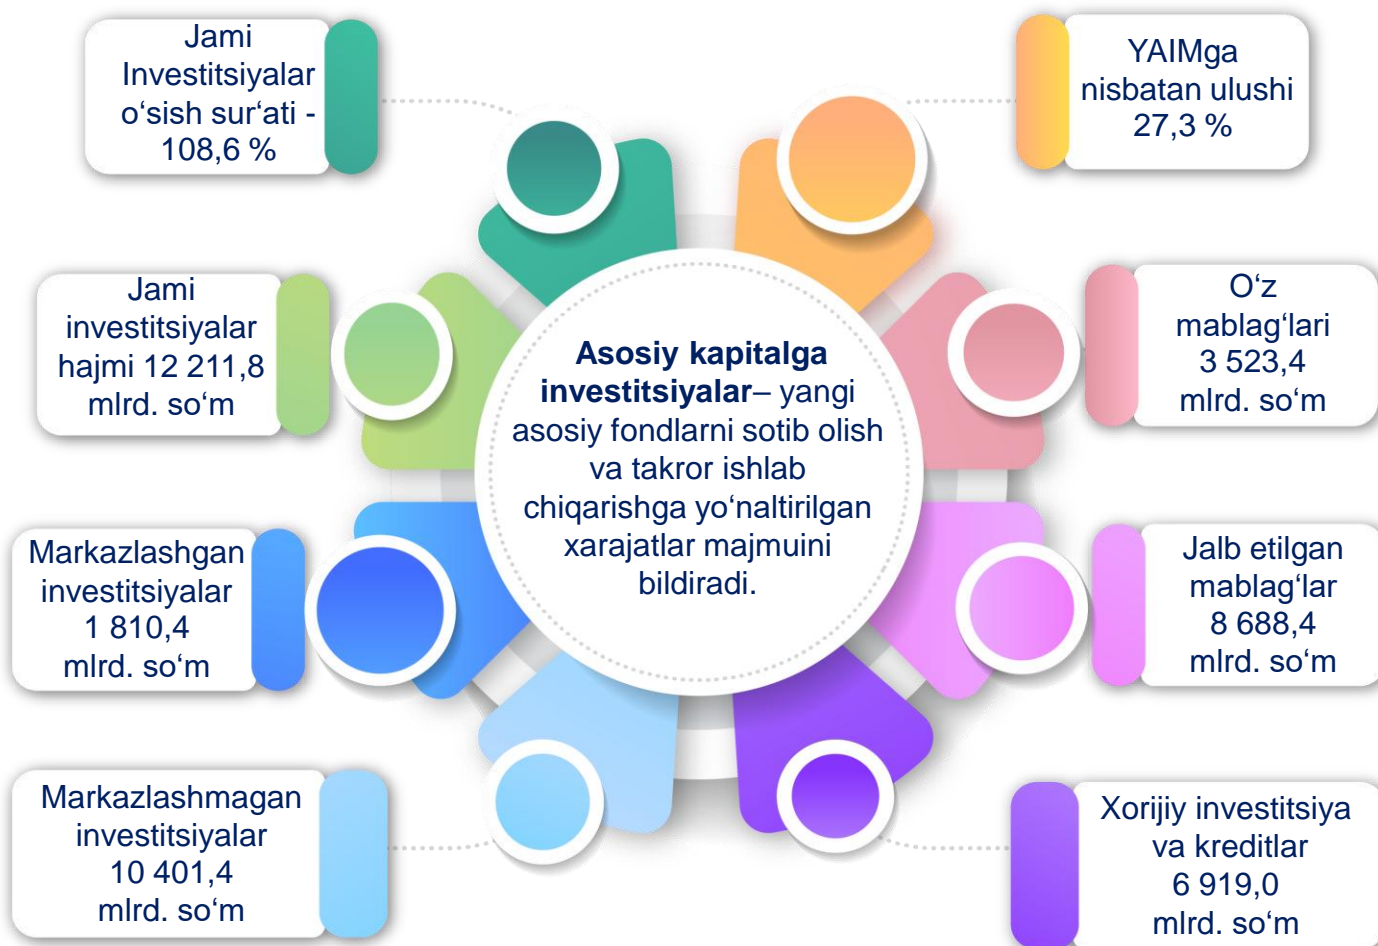 Jami
Investitsiyalar
o‘sish sur‘ati -
108,6 %
YAIMga
nisbatan ulushi
27,3 %
Jami
investitsiyalar
hajmi 12 211,8
mlrd. so‘m
O‘z
mablag‘lari
3 523,4
mlrd. so‘m
Asosiy kapitalga
investitsiyalar– yangi
asosiy fondlarni sotib olish
va takror ishlab
chiqarishga yo‘naltirilgan
xarajatlar majmuini
bildiradi.
Markazlashgan
investitsiyalar
1 810,4
mlrd. so‘m
Jalb etilgan
mablag‘lar
8 688,4
mlrd. so‘m
Markazlashmagan
investitsiyalar
10 401,4
mlrd. so‘m
Xorijiy investitsiya
va kreditlar
6 919,0
mlrd. so‘m